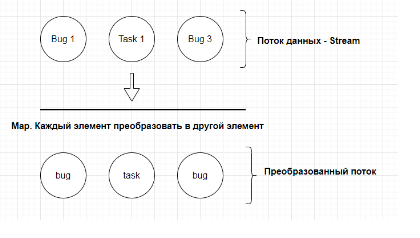 Bug 1 Task 1 Bug 3
Поток данных - Stream
Map. Каждый элемент преобразовать в другой элемент
bug task bug
Преобразованный поток